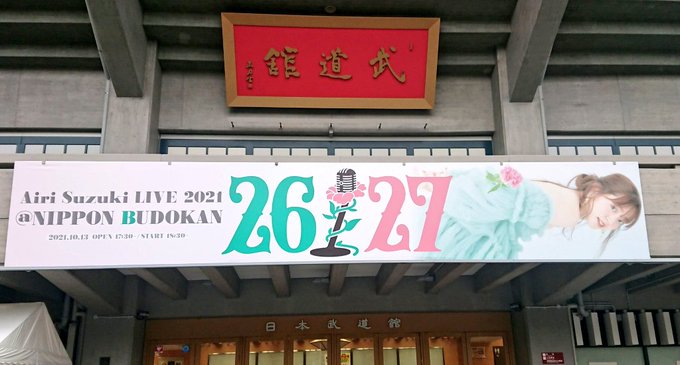 武道館
Airi Suzuki LIVE 2021
@NIPPON BUDOKAN
2021.10.13 OPEN 17:30 / START 18:30
26 27
日本武道館